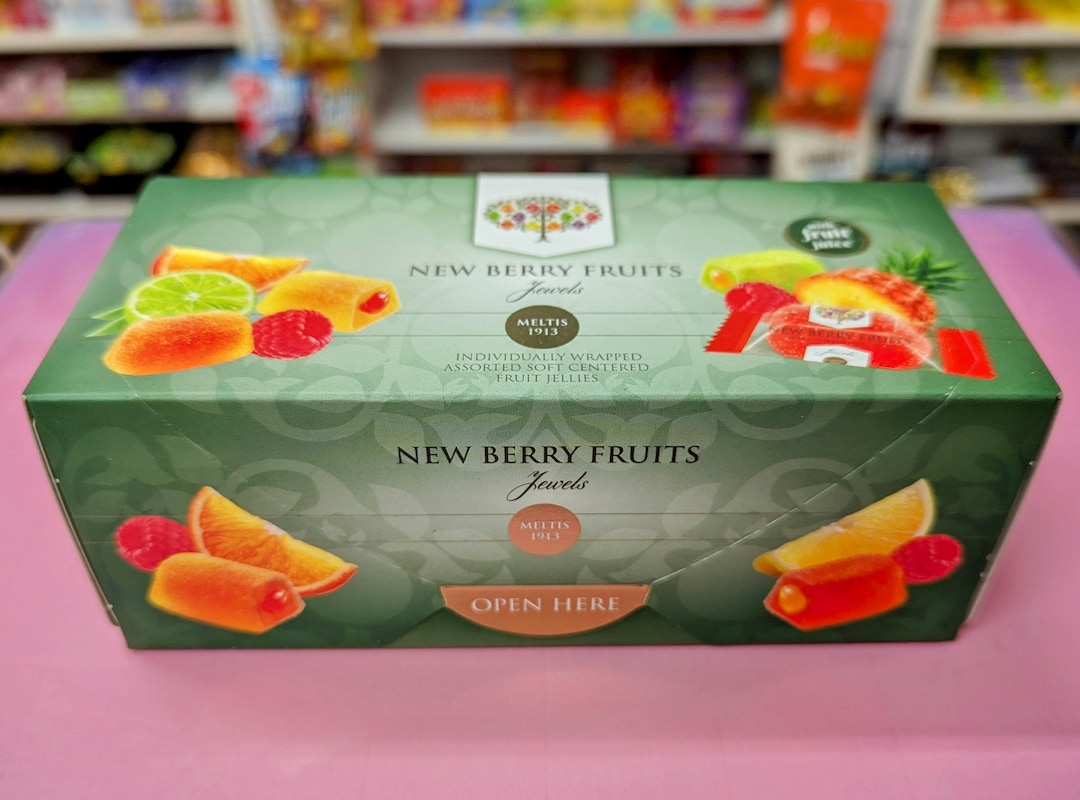 with
fruit
juice
NEW BERRY FRUITS
Jewels
MELTIS
1913
INDIVIDUALLY WRAPPED
ASSORTED SOFT CENTERED
FRUIT JELLIES
NEW BERRY FRUITS
Jewels
NEW BERRY FRUITS
Jewels
MELTIS
1913
OPEN HERE